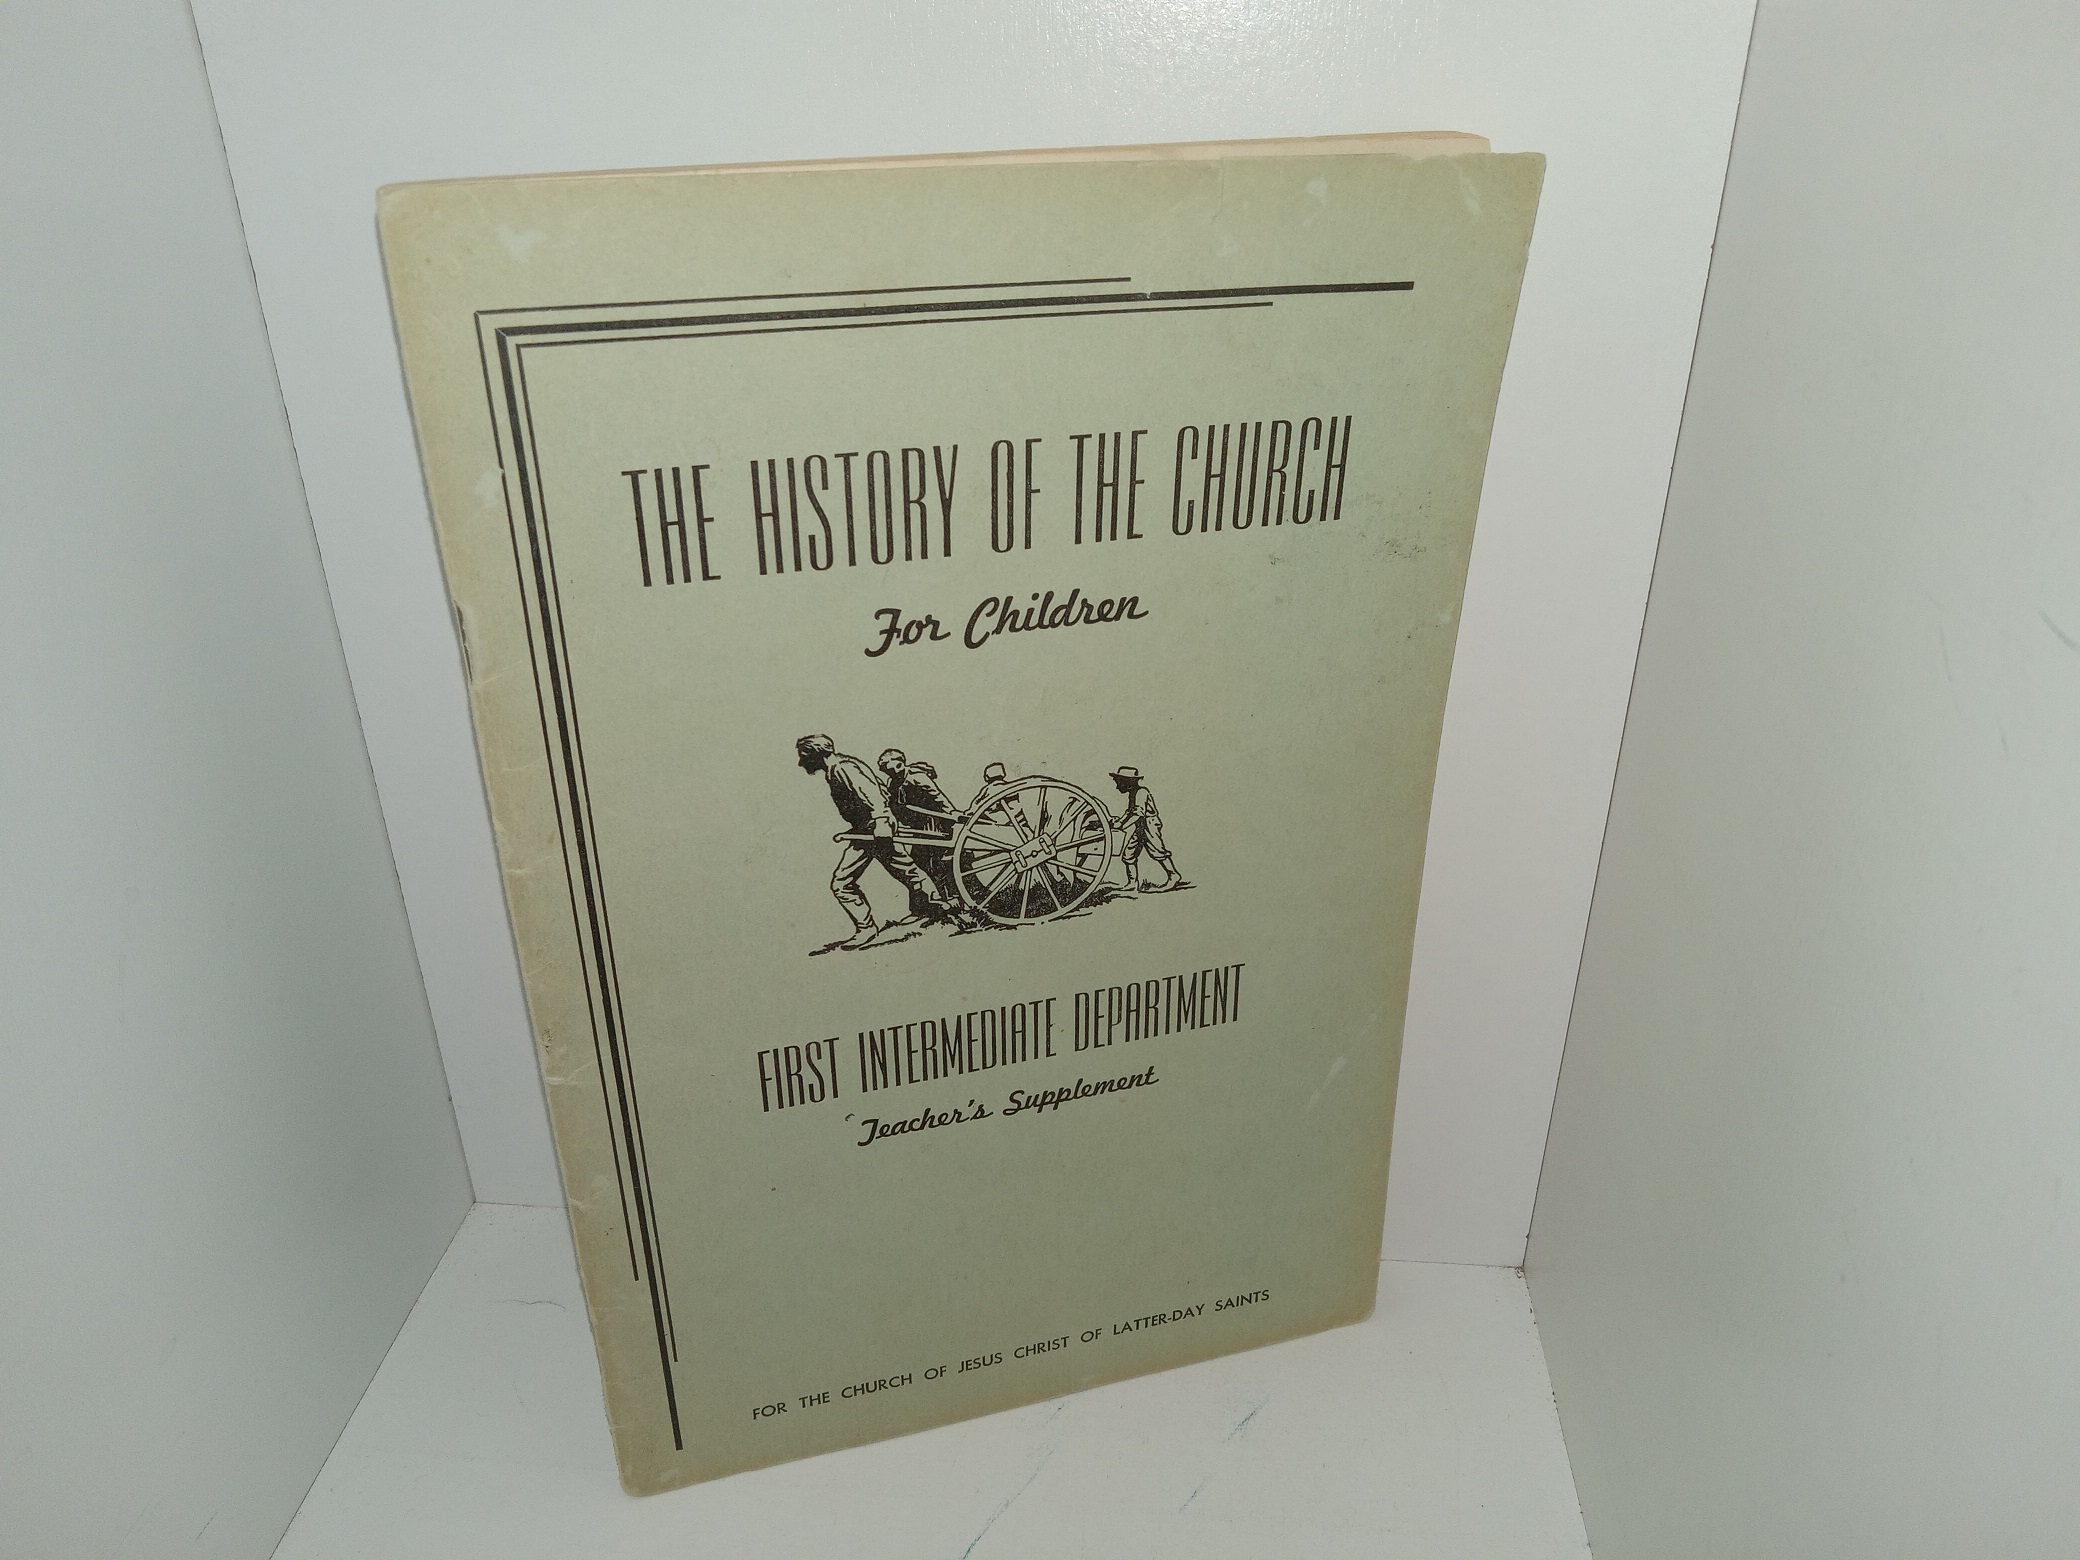 THE HISTORY OF THE CHURCH
For Children
FIRST INTERMEDIATE DEPARTMENT
Teacher's Supplement
FOR THE CHURCH OF JESUS CHRIST OF LATTER-DAY SAINTS